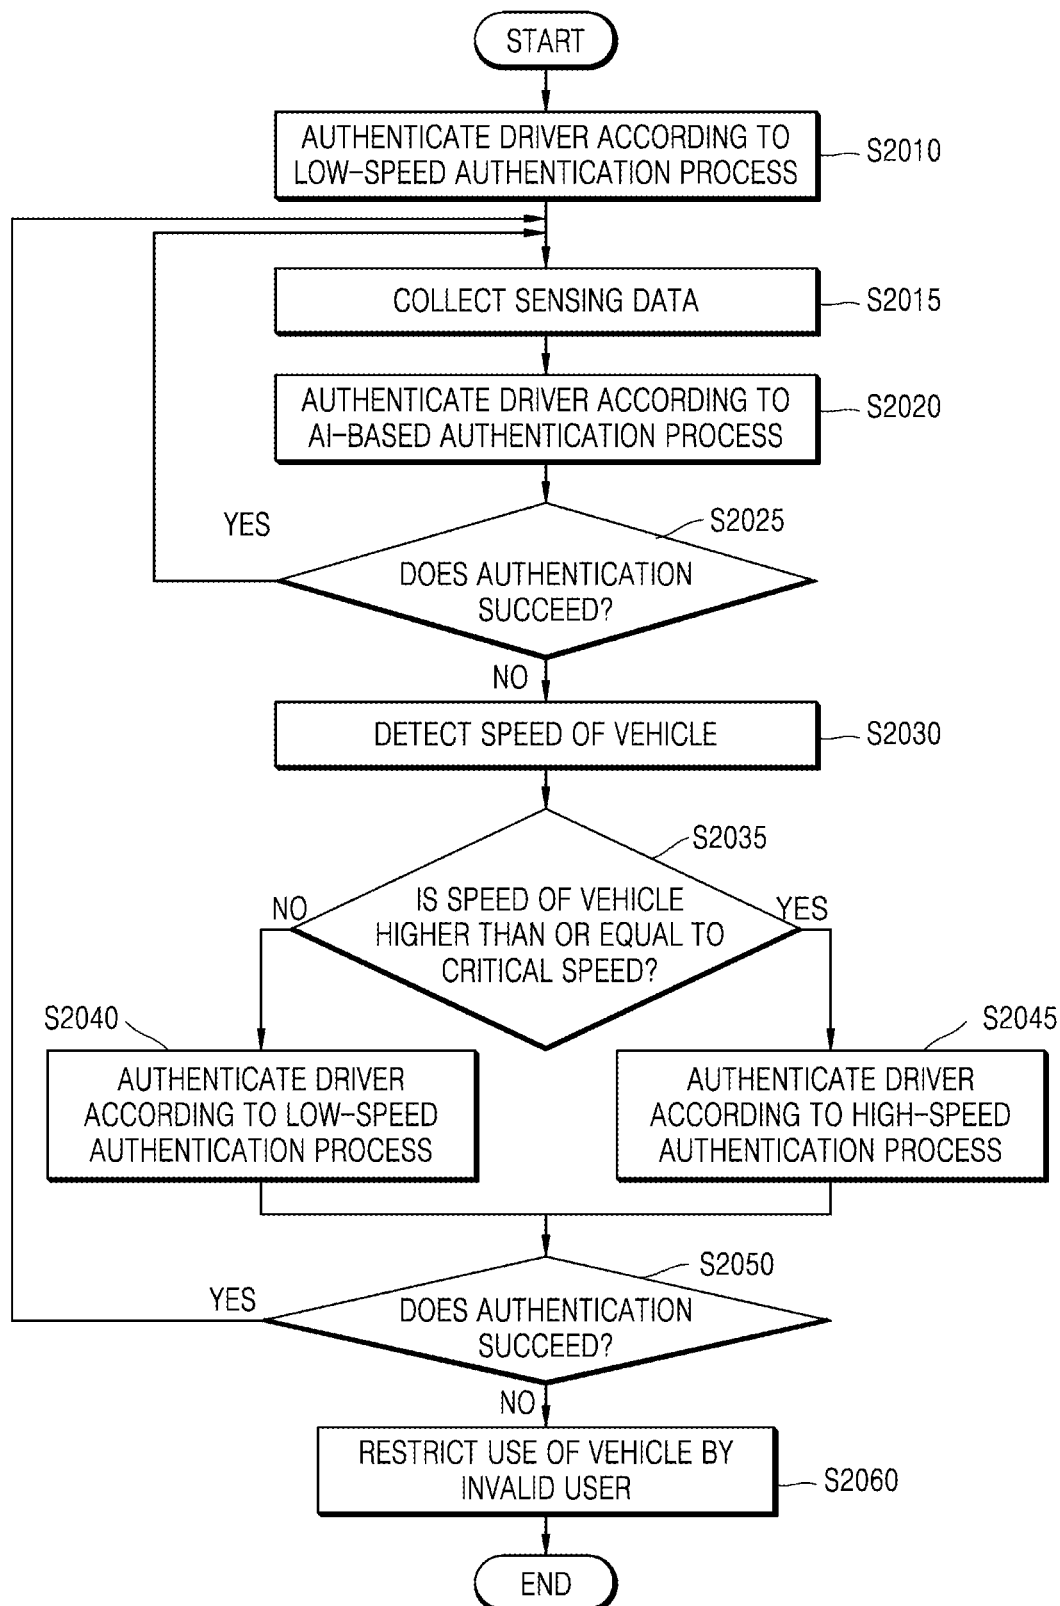 START
AUTHENTICATE DRIVER ACCORDING TO
LOW-SPEED AUTHENTICATION PROCESS
S2010
COLLECT SENSING DATA
S2015
AUTHENTICATE DRIVER ACCORDING TO
AI-BASED AUTHENTICATION PROCESS
S2020
YES
S2025
DOES AUTHENTICATION
SUCCEED?
NO
DETECT SPEED OF VEHICLE
S2030
S2035
NO
IS SPEED OF VEHICLE
HIGHER THAN OR EQUAL TO
CRITICAL SPEED?
YES
S2040
AUTHENTICATE DRIVER
ACCORDING TO LOW-SPEED
AUTHENTICATION PROCESS
S2045
AUTHENTICATE DRIVER
ACCORDING TO HIGH-SPEED
AUTHENTICATION PROCESS
S2050
YES
DOES AUTHENTICATION
SUCCEED?
NO
RESTRICT USE OF VEHICLE BY
INVALID USER
S2060
END